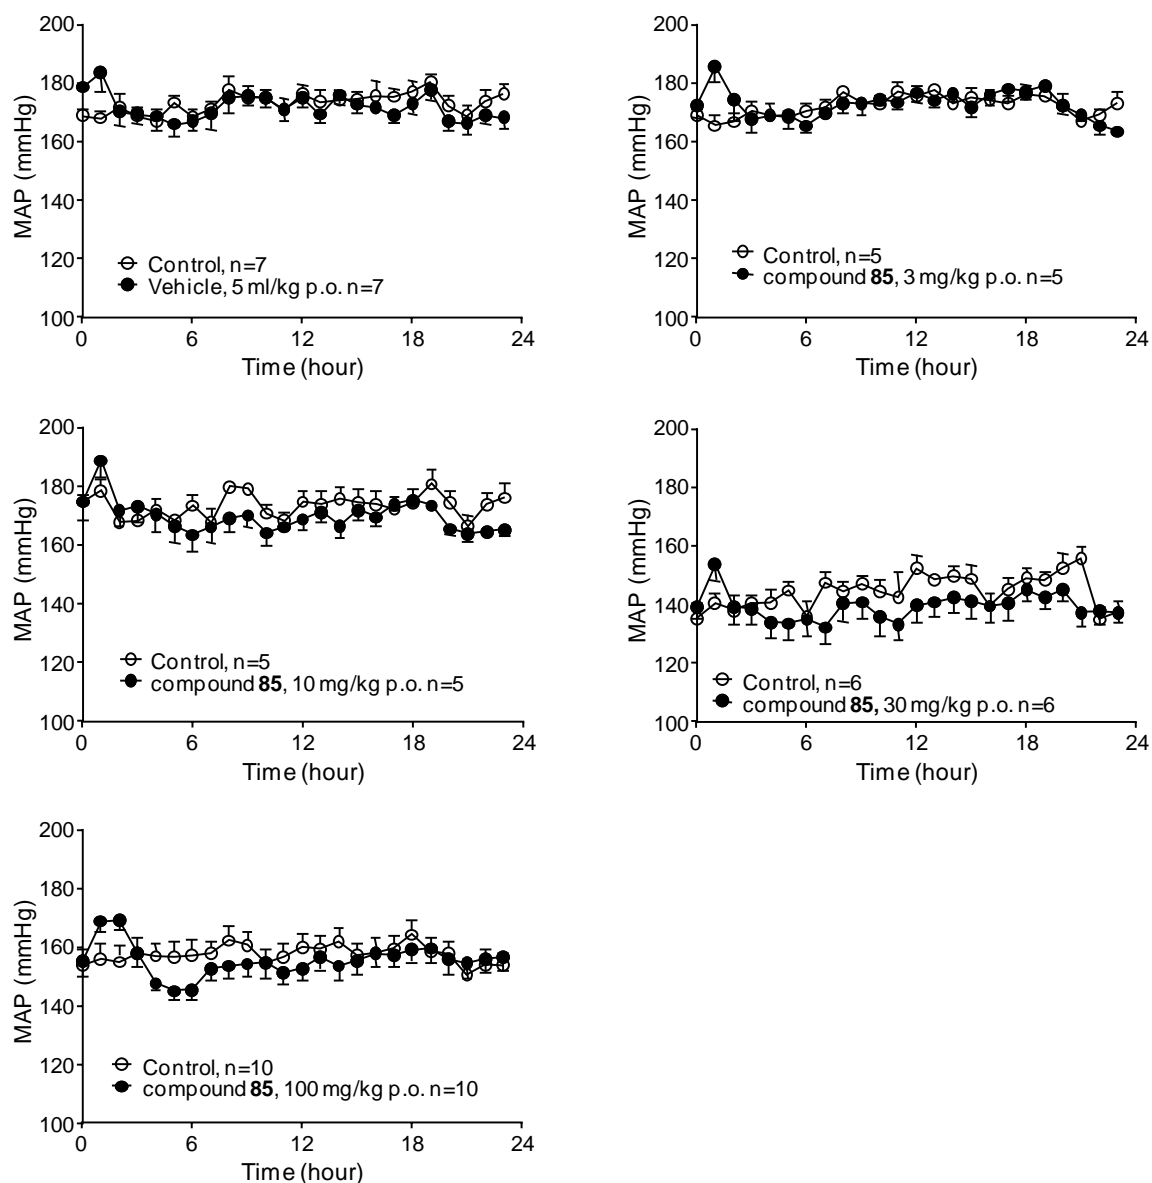 200
180
160
140
120
100
MAP (mmHg)
Control, n=7
Vehicle, 5 ml/kg p.o. n=7
0 6 12 18 24
Time (hour)
200
180
160
140
120
100
MAP (mmHg)
Control, n=5
compound 85, 3 mg/kg p.o. n=5
0 6 12 18 24
Time (hour)
200
180
160
140
120
100
MAP (mmHg)
Control, n=5
compound 85, 10 mg/kg p.o. n=5
0 6 12 18 24
Time (hour)
200
180
160
140
120
100
MAP (mmHg)
Control, n=6
compound 85, 30 mg/kg p.o. n=6
0 6 12 18 24
Time (hour)
200
180
160
140
120
100
MAP (mmHg)
Control, n=10
compound 85, 100 mg/kg p.o. n=10
0 6 12 18 24
Time (hour)